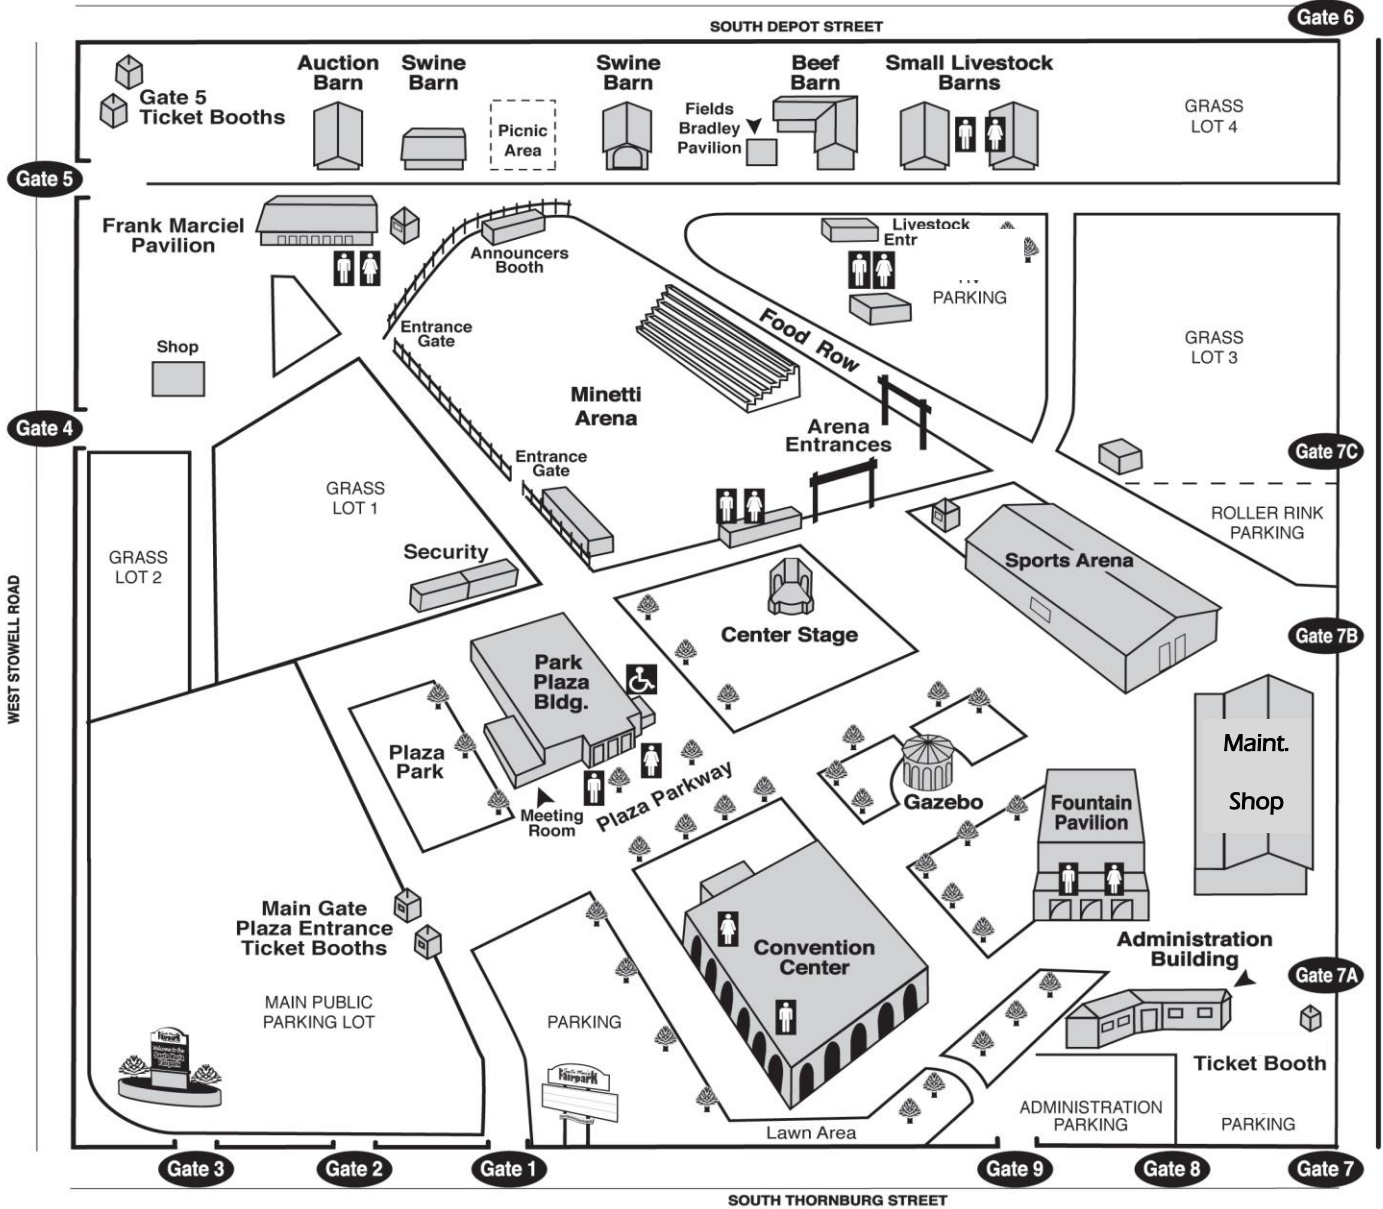 Gate 6
SOUTH DEPOT STREET
Auction
Barn
Swine
Barn
Swine
Barn
Beef
Barn
Small Livestock
Barns
Gate 5
Ticket Booths
Picnic
Area
Fields
Bradley
Pavilion
GRASS
LOT 4
Gate 5
Frank Marciel
Pavilion
Announcers
Booth
Livestock
Entr
PARKING
Entrance
Gate
Food Row
Shop
GRASS
LOT 3
Minetti
Arena
Arena
Entrances
Gate 4
Gate 7C
Entrance
Gate
GRASS
LOT 1
ROLLER RINK
PARKING
Security
Sports Arena
GRASS
LOT 2
Center Stage
Gate 7B
WEST STOWELL ROAD
Park
Plaza
Bldg.
Plaza
Park
Maint.
Shop
Plaza Parkway
Meeting
Room
Gazebo
Fountain
Pavilion
Main Gate
Plaza Entrance
Ticket Booths
Convention
Center
Administration
Building
Gate 7A
MAIN PUBLIC
PARKING LOT
PARKING
Fairpark
Santa Maria
Fairpark
Ticket Booth
ADMINISTRATION
PARKING
PARKING
Lawn Area
Gate 3
Gate 2
Gate 1
Gate 9
Gate 8
Gate 7
SOUTH THORNBURG STREET